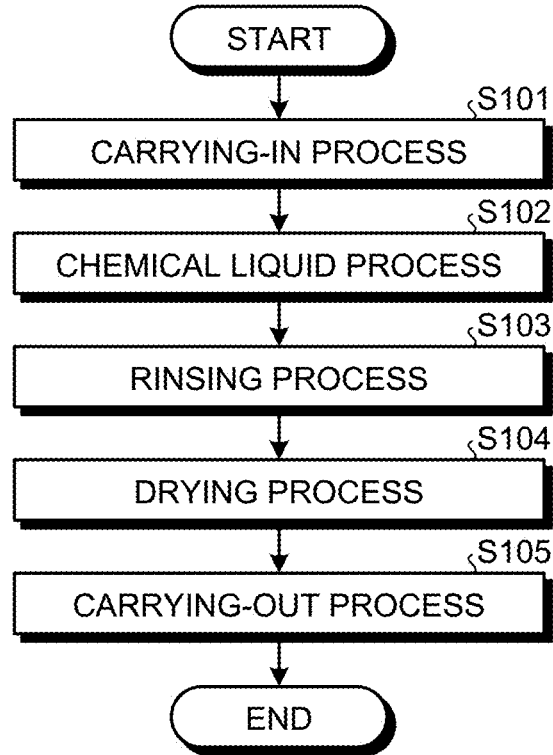 START
S101
CARRYING-IN PROCESS
S102
CHEMICAL LIQUID PROCESS
S103
RINSING PROCESS
S104
DRYING PROCESS
S105
CARRYING-OUT PROCESS
END